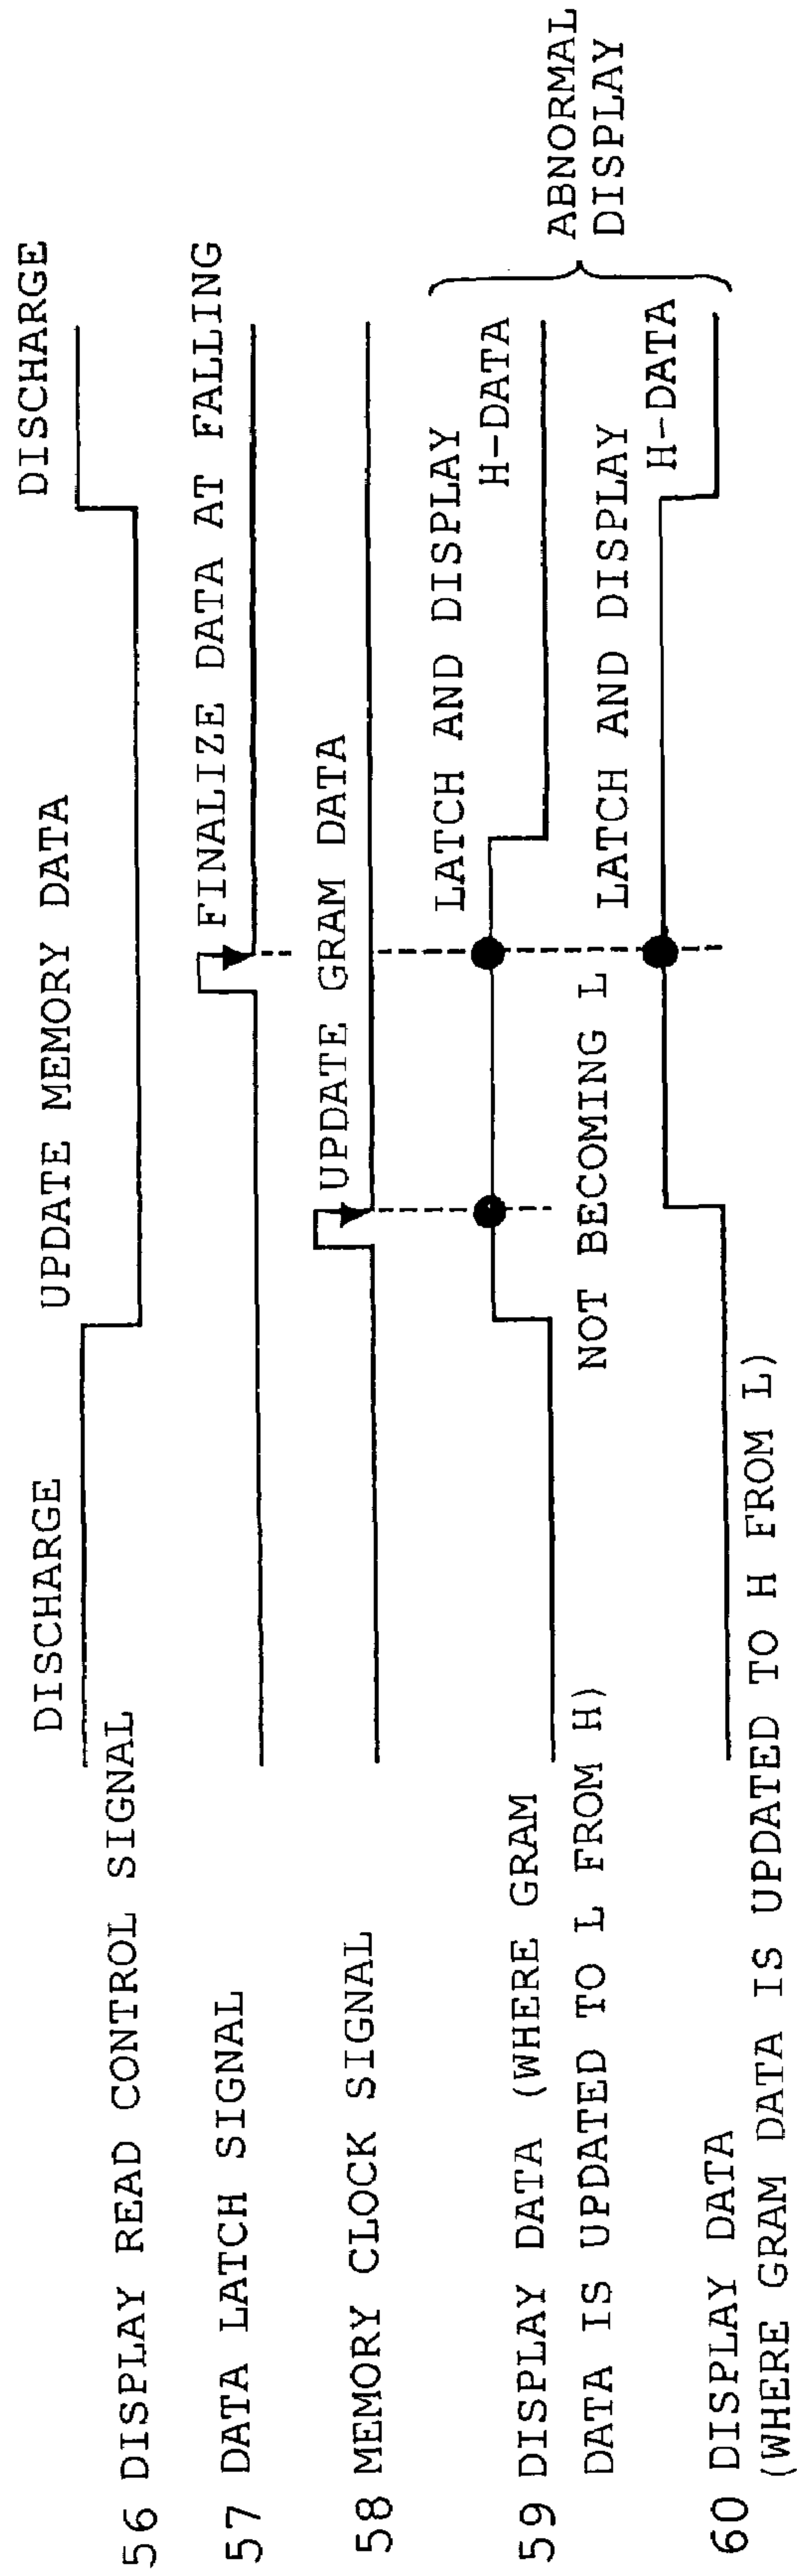 56 DISPLAY READ CONTROL SIGNAL
DISCHARGE
UPDATE MEMORY DATA
DISCHARGE
57 DATA LATCH SIGNAL
FINALIZE DATA AT FALLING
58 MEMORY CLOCK SIGNAL
UPDATE GRAM DATA
59 DISPLAY DATA (WHERE GRAM
DATA IS UPDATED TO L FROM H)
LATCH AND DISPLAY
H-DATA
NOT BECOMING L
60 DISPLAY DATA
(WHERE GRAM DATA IS UPDATED TO H FROM L)
LATCH AND DISPLAY
H-DATA
ABNORMAL
DISPLAY